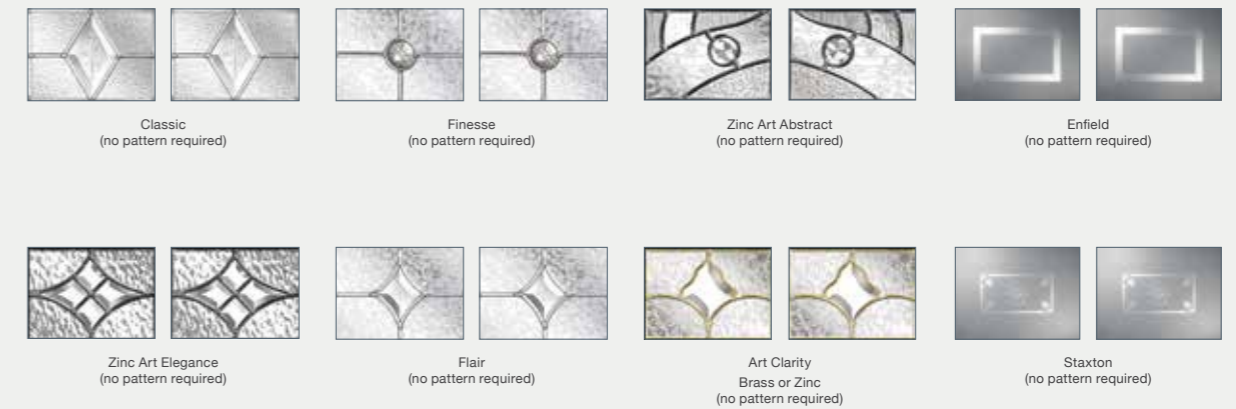 Classic
(no pattern required)
Finesse
(no pattern required)
Zinc Art Abstract
(no pattern required)
Enfield
(no pattern required)
Zinc Art Elegance
(no pattern required)
Flair
(no pattern required)
Art Clarity
Brass or Zinc
(no pattern required)
Staxton
(no pattern required)